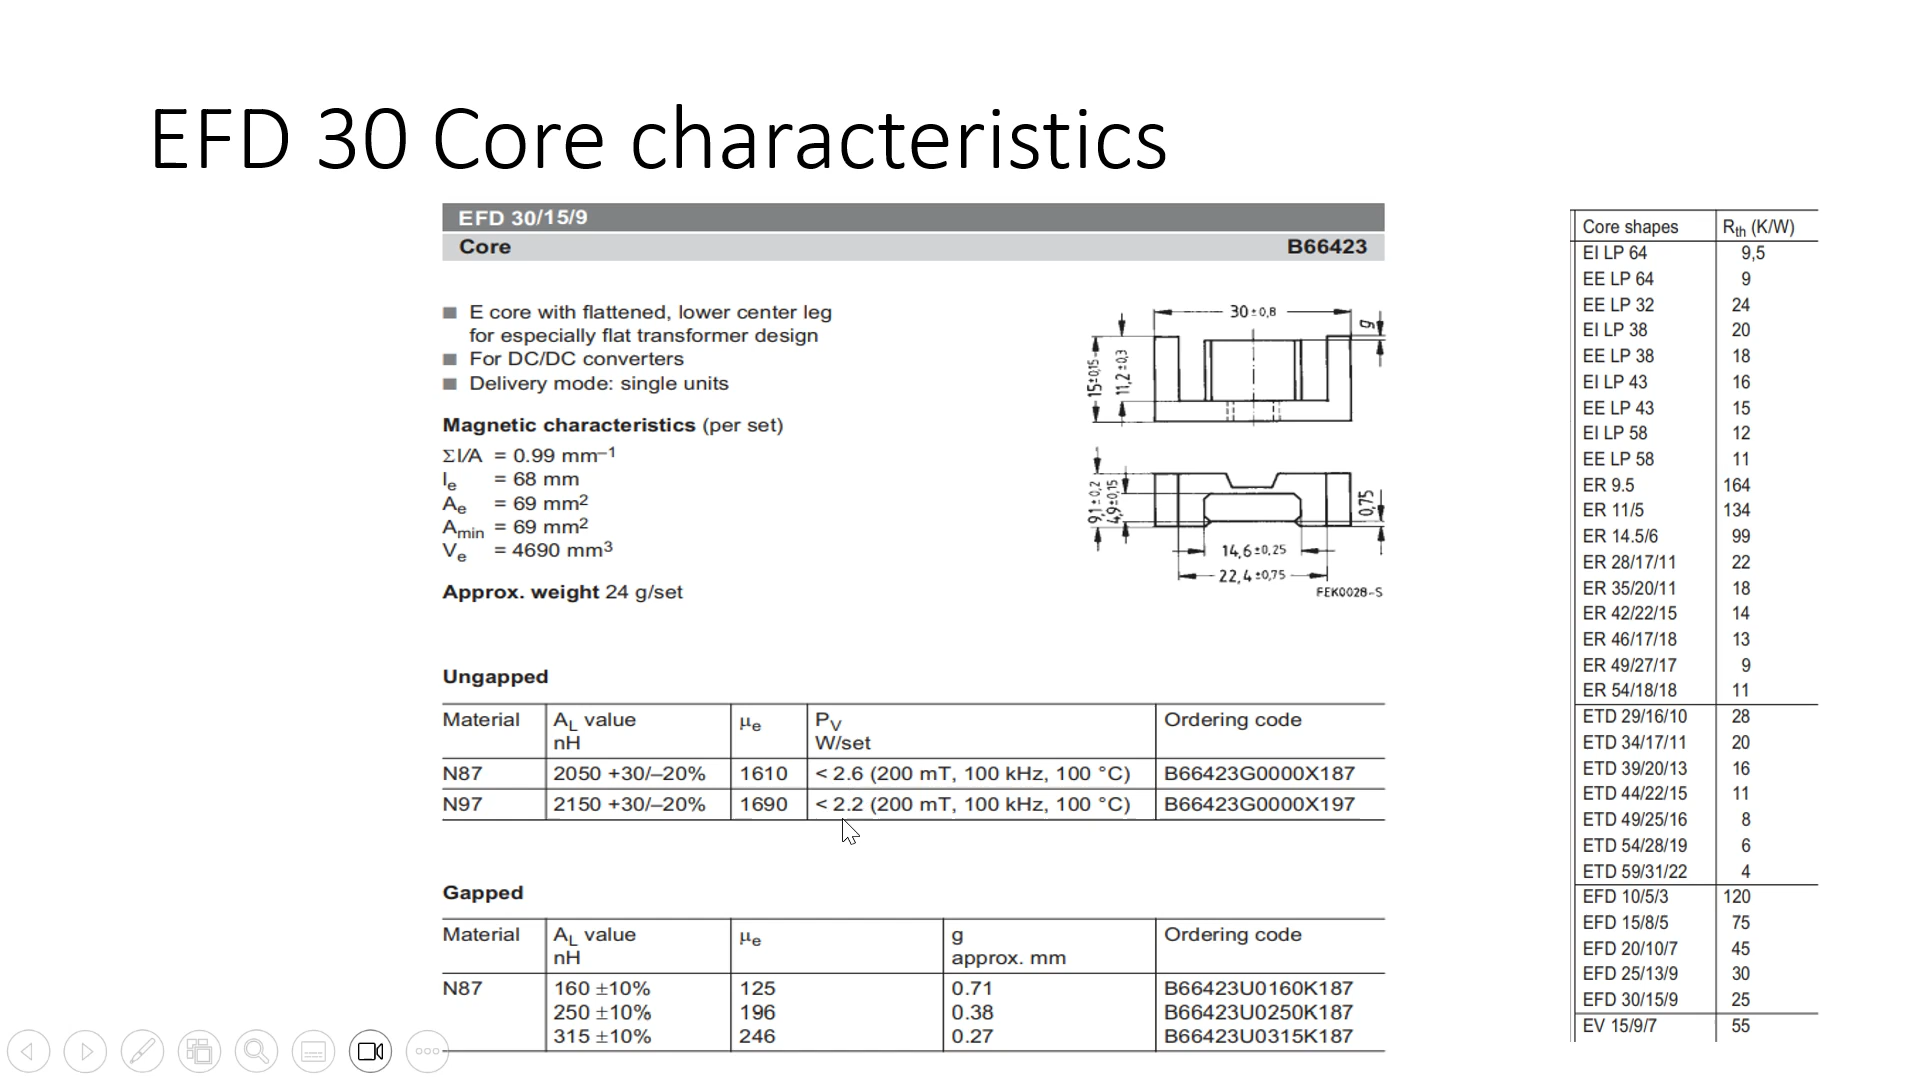 EFD 30 Core characteristics
EFD 30/15/9
Core B66423
E core with flattened, lower center leg
for especially flat transformer design
For DC/DC converters
Delivery mode: single units
Magnetic characteristics (per set)
Σl/A = 0.99 mm–1
le = 68 mm
Ae = 69 mm2
Amin = 69 mm2
Ve = 4690 mm3
Approx. weight 24 g/set
30±0,8
g
15±0,15
11,2±0,3
9,1±0,2
4,9±0,15
0,75
14,6±0,25
22,4±0,75
FEK0028-S
Ungapped
Material AL value μe PV Ordering code
nH W/set
N87 2050 +30/–20% 1610 < 2.6 (200 mT, 100 kHz, 100 °C) B66423G0000X187
N97 2150 +30/–20% 1690 < 2.2 (200 mT, 100 kHz, 100 °C) B66423G0000X197
Gapped
Material AL value μe g Ordering code
nH approx. mm
N87 160 ±10% 125 0.71 B66423U0160K187
250 ±10% 196 0.38 B66423U0250K187
315 ±10% 246 0.27 B66423U0315K187
Core shapes Rth (K/W)
EI LP 64 9,5
EE LP 64 9
EE LP 32 24
EI LP 38 20
EE LP 38 18
EI LP 43 16
EE LP 43 15
EI LP 58 12
EE LP 58 11
ER 9.5 164
ER 11/5 134
ER 14.5/6 99
ER 28/17/11 22
ER 35/20/11 18
ER 42/22/15 14
ER 46/17/18 13
ER 49/27/17 9
ER 54/18/18 11
ETD 29/16/10 28
ETD 34/17/11 20
ETD 39/20/13 16
ETD 44/22/15 11
ETD 49/25/16 8
ETD 54/28/19 6
ETD 59/31/22 4
EFD 10/5/3 120
EFD 15/8/5 75
EFD 20/10/7 45
EFD 25/13/9 30
EFD 30/15/9 25
EV 15/9/7 55